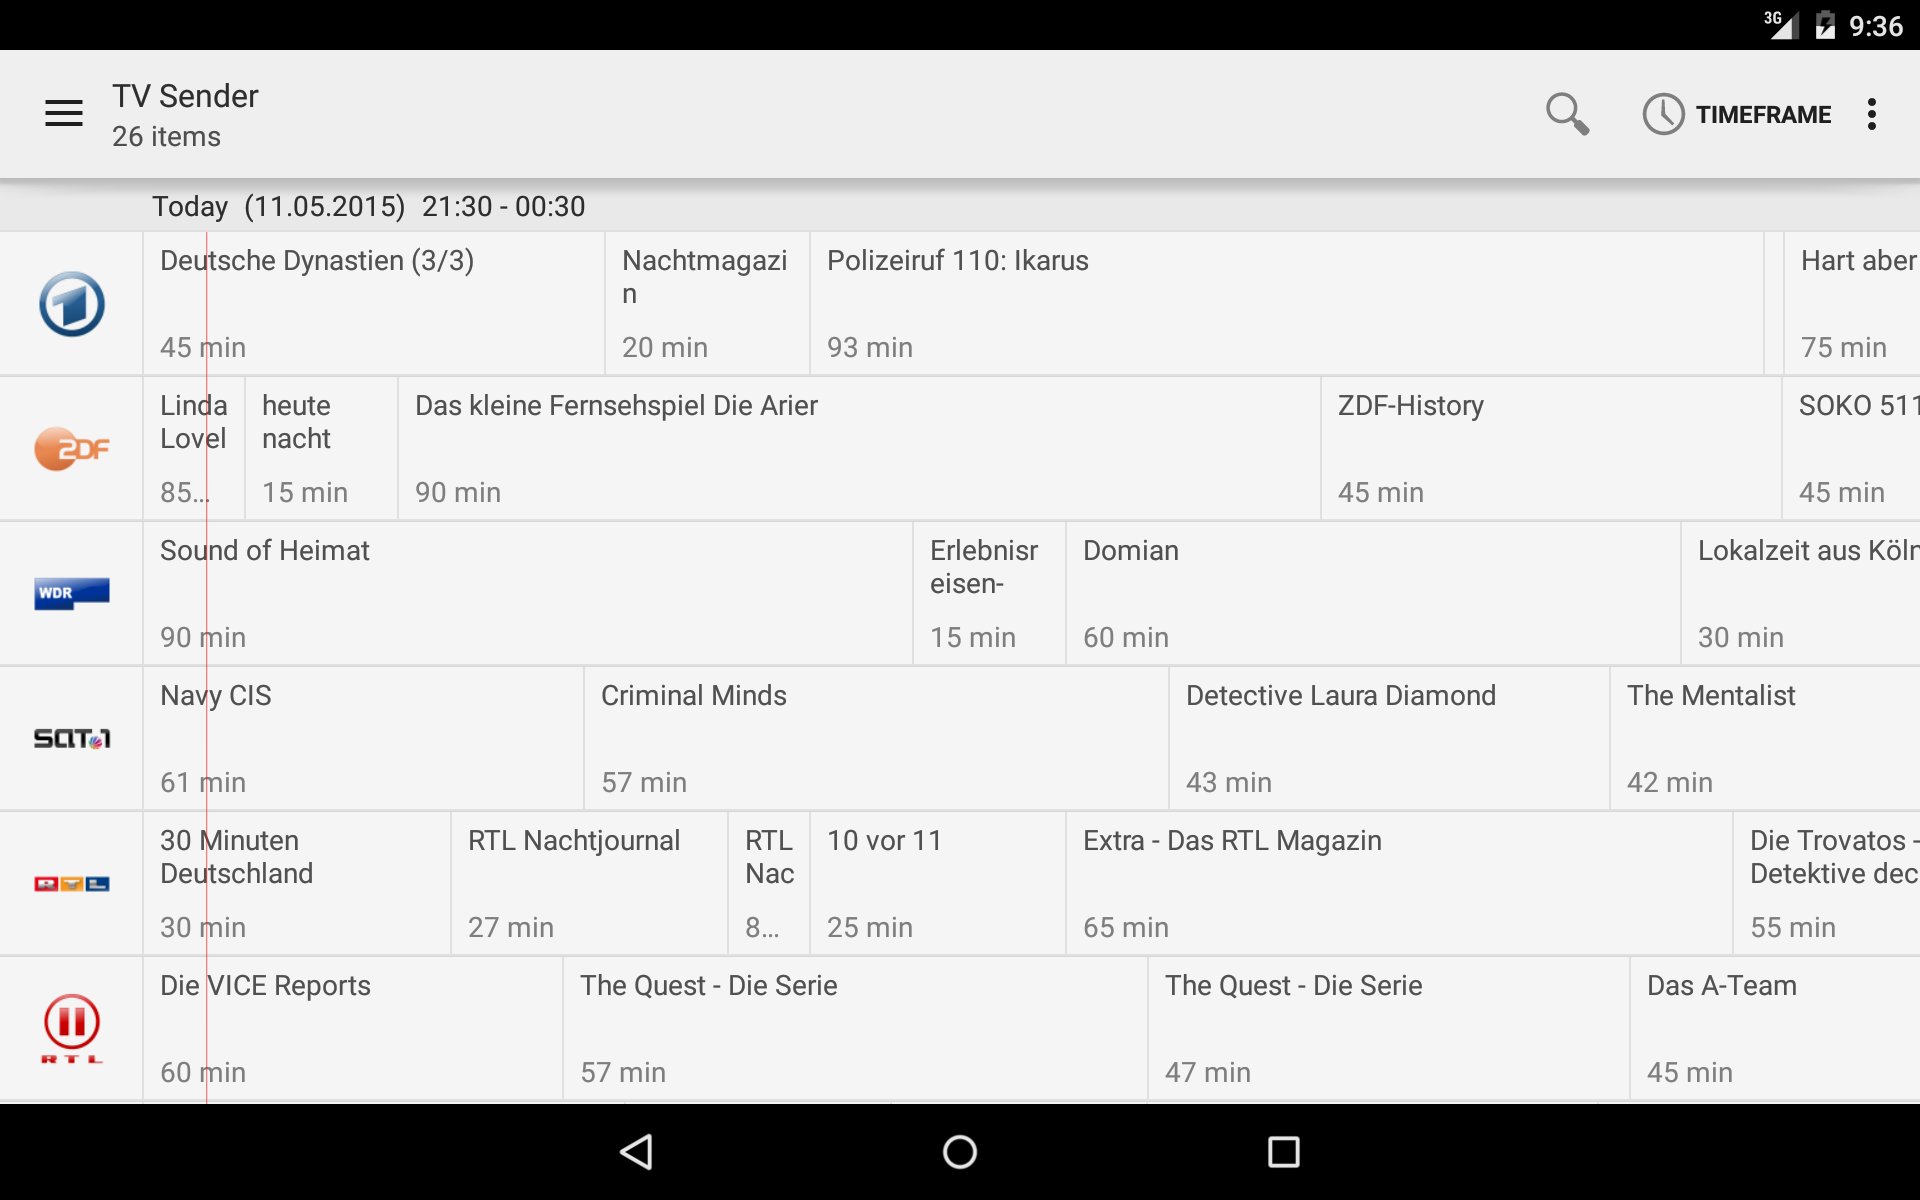 3G 9:36
TV Sender
26 items
TIMEFRAME
Today (11.05.2015) 21:30 - 00:30
Deutsche Dynastien (3/3)
45 min
Nachtmagazi
n
20 min
Polizeiruf 110: Ikarus
93 min
Hart aber
75 min
ZDF
Linda
Lovel
85...
heute
nacht
15 min
Das kleine Fernsehspiel Die Arier
90 min
ZDF-History
45 min
SOKO 511
45 min
WDR
Sound of Heimat
90 min
Erlebnisr
eisen-
15 min
Domian
60 min
Lokalzeit aus Köln
30 min
SAT.1
Navy CIS
61 min
Criminal Minds
57 min
Detective Laura Diamond
43 min
The Mentalist
42 min
RTL
30 Minuten
Deutschland
30 min
RTL Nachtjournal
27 min
RTL
Nac
8...
10 vor 11
25 min
Extra - Das RTL Magazin
65 min
Die Trovatos -
Detektive dec
55 min
RTL
Die VICE Reports
60 min
The Quest - Die Serie
57 min
The Quest - Die Serie
47 min
Das A-Team
45 min